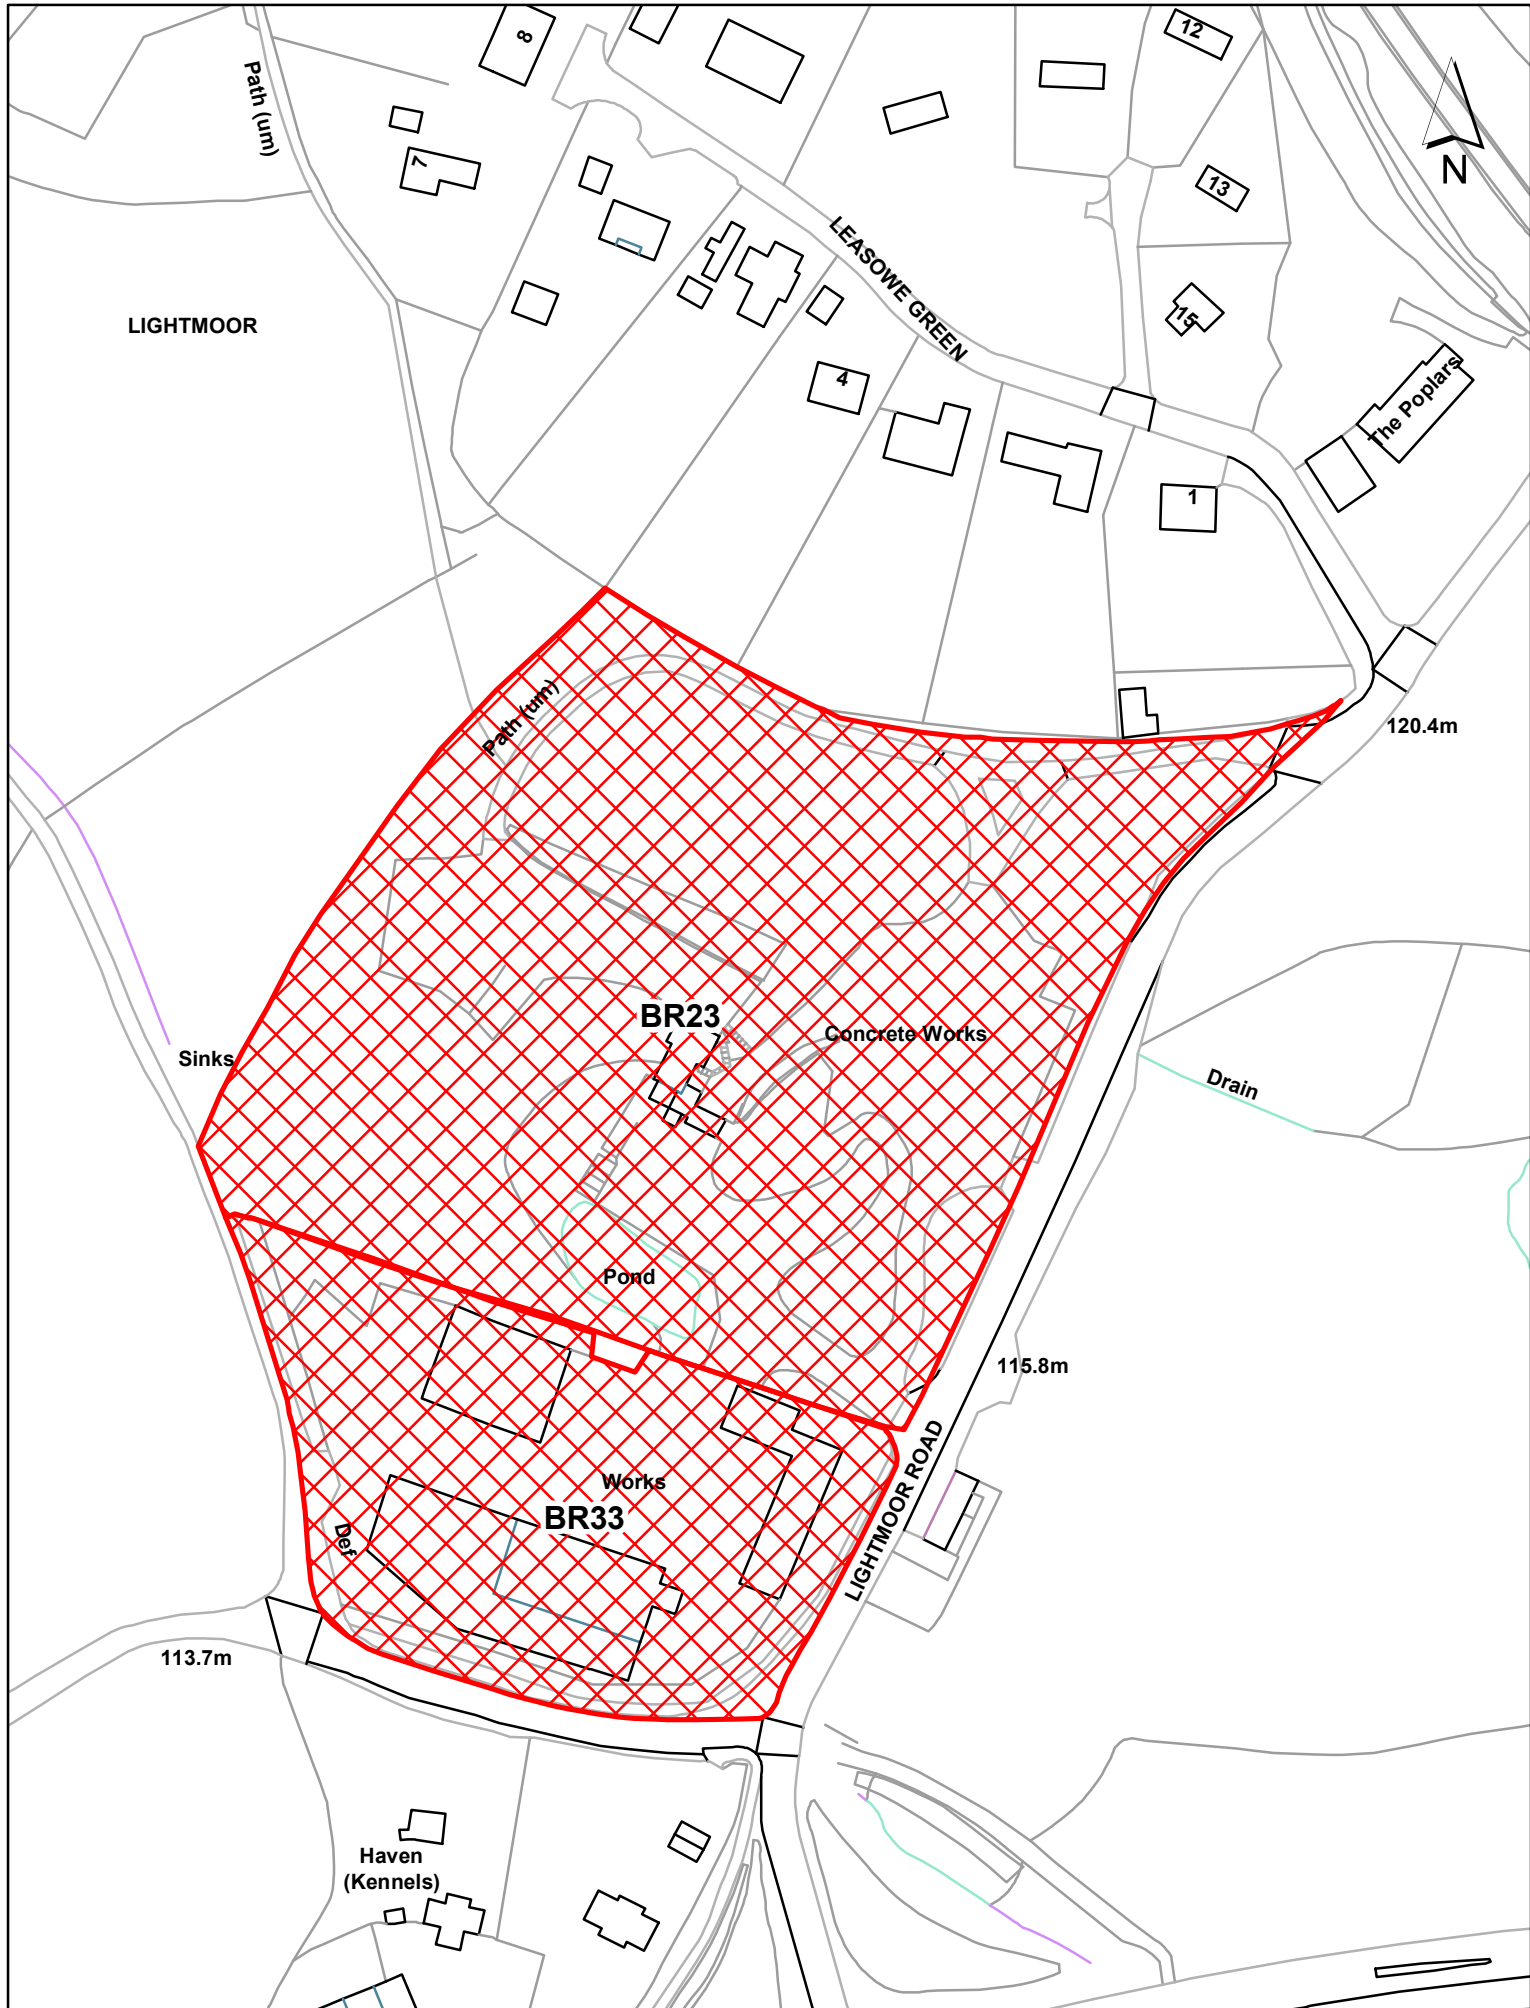 8
12
Path (um)
7
N
13
LEASOWE GREEN
15
LIGHTMOOR
4
The Poplars
1
Path (um)
120.4m
BR23
Concrete Works
Sinks
Drain
Pond
115.8m
LIGHTMOOR ROAD
Works
BR33
Def
113.7m
Haven
(Kennels)